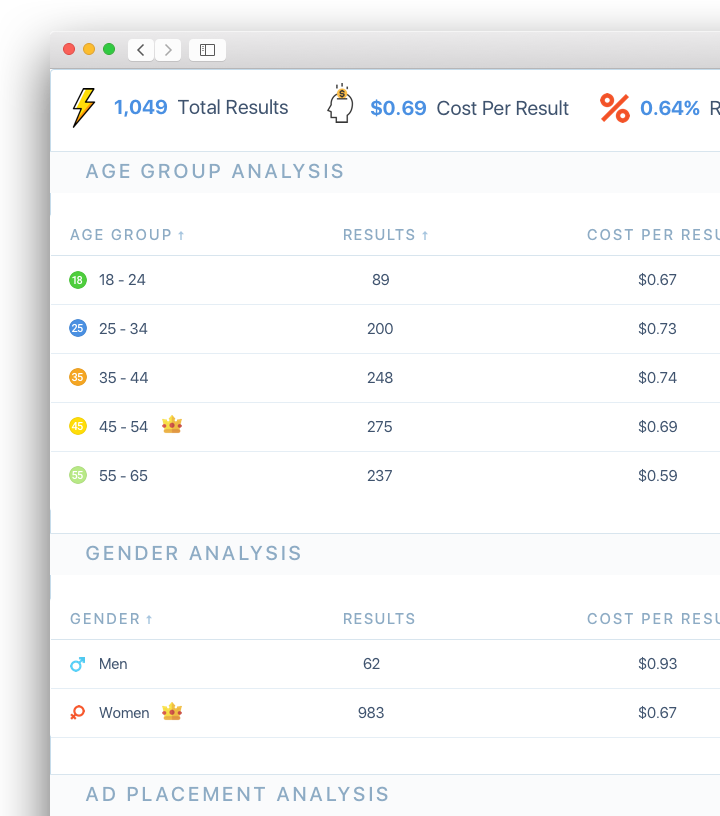 1,049 Total Results $0.69 Cost Per Result 0.64% R
AGE GROUP ANALYSIS
AGE GROUP ↑ RESULTS ↑ COST PER RESU
18 18 - 24 89 $0.67
25 25 - 34 200 $0.73
35 35 - 44 248 $0.74
45 45 - 54 275 $0.69
55 55 - 65 237 $0.59
GENDER ANALYSIS
GENDER ↑ RESULTS COST PER RESU
Men 62 $0.93
Women 983 $0.67
AD PLACEMENT ANALYSIS